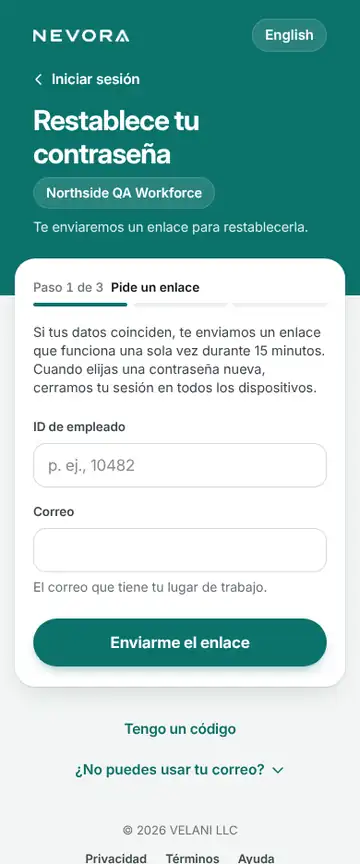 NEVORA
English
Iniciar sesión
Restablece tu
contraseña
Northside QA Workforce
Te enviaremos un enlace para restablecerla.
Paso 1 de 3 Pide un enlace
Si tus datos coinciden, te enviamos un enlace
que funciona una sola vez durante 15 minutos.
Cuando elijas una contraseña nueva,
cerramos tu sesión en todos los dispositivos.
ID de empleado
p. ej., 10482
Correo
El correo que tiene tu lugar de trabajo.
Enviarme el enlace
Tengo un código
¿No puedes usar tu correo?
© 2026 VELANI LLC
Privacidad Términos Ayuda